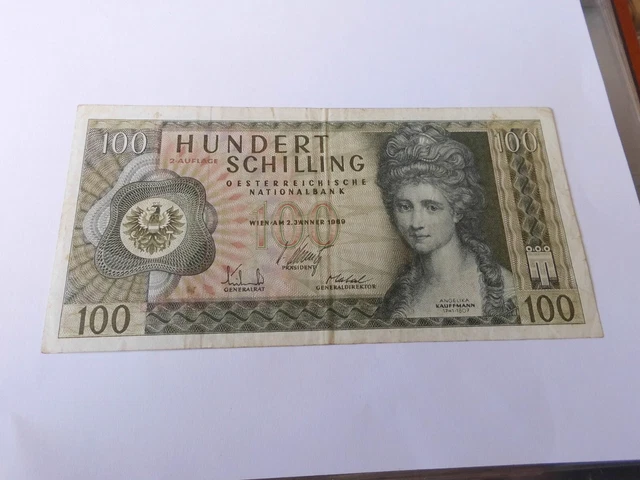 100
HUNDERT
SCHILLING
100
2. AUFLAGE
OESTERREICHISCHE
NATIONALBANK
100
WIEN/AM 2. JÄNNER 1969
PRÄSIDENT
GENERALRAT
GENERALDIREKTOR
ANGELIKA
KAUFFMANN
1741-1807
100
100